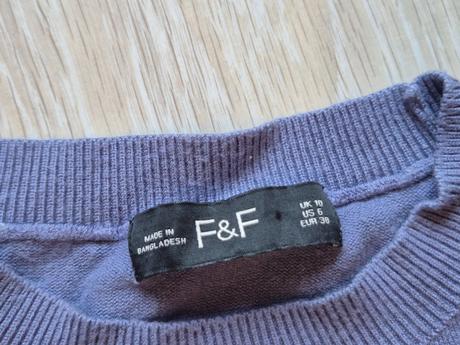 MADE IN
BANGLADESH
F&F
UK 10
US 6
EUR 38